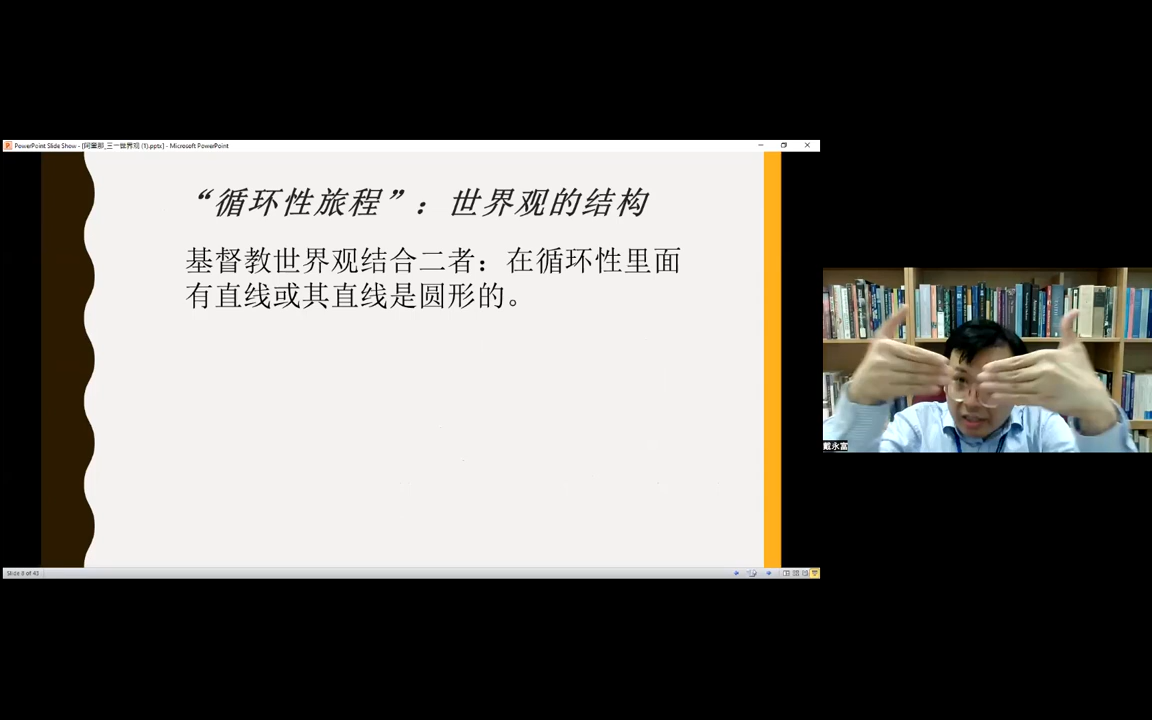 PowerPoint Slide Show - [阿奎那_三一世界观 (1).pptx] - Microsoft PowerPoint
“循环性旅程”：世界观的结构
基督教世界观结合二者：在循环性里面
有直线或其直线是圆形的。
戴永富
Slide 8 of 43